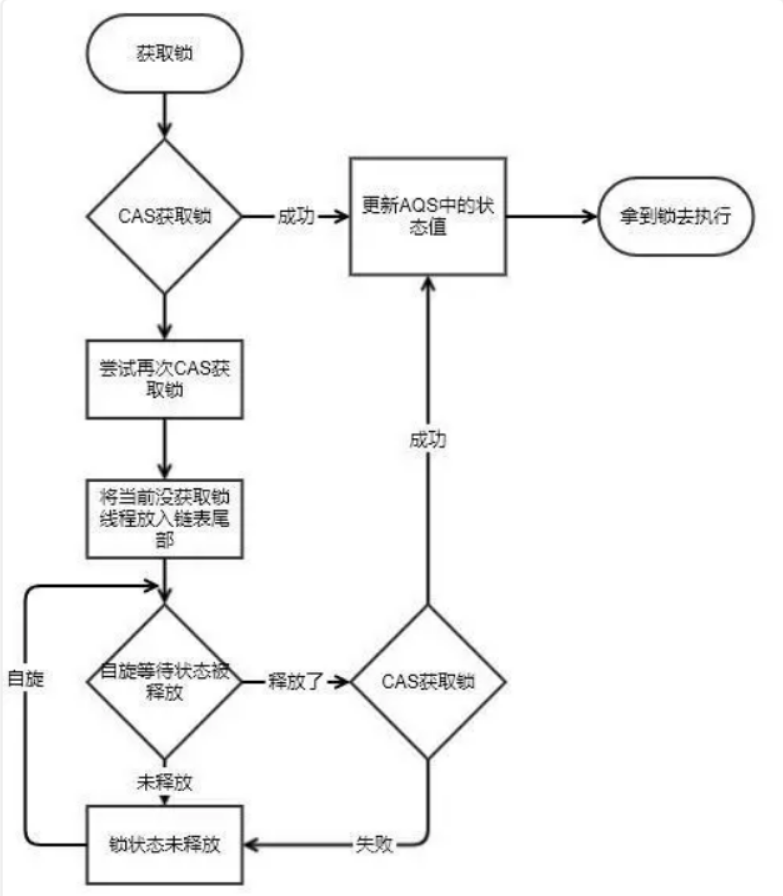 获取锁
CAS获取锁
成功
更新AQS中的状
态值
拿到锁去执行
尝试再次CAS获
取锁
成功
将当前没获取锁
线程放入链表尾
部
自旋
自旋等待状态被
释放
释放了
CAS获取锁
未释放
锁状态未释放
失败